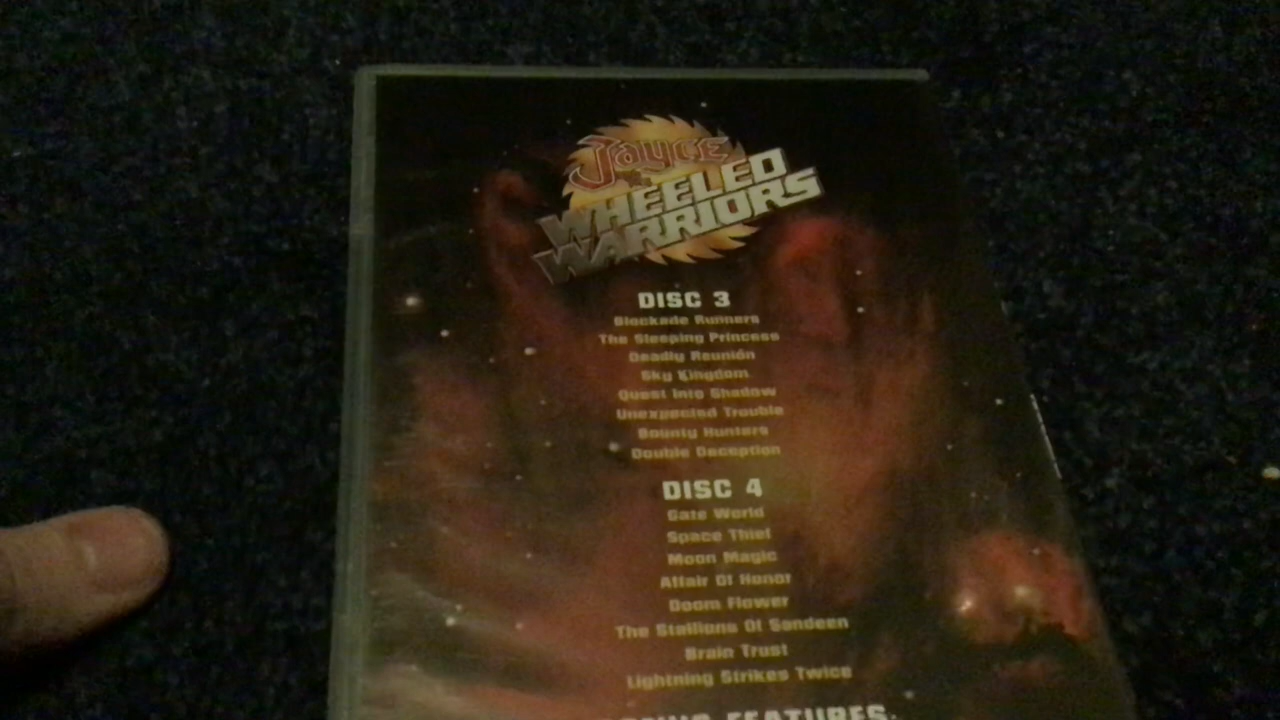 Jayce
WHEELED
WARRIORS
DISC 3
Blockade Runners
The Sleeping Princess
Deadly Reunión
Sky Kingdom
Quest Into Shadow
Unexpected Trouble
Bounty Hunters
Double Deception
DISC 4
Gate World
Space Thief
Moon Magic
Affair Of Honor
Doom Flower
The Stallions Of Sandeen
Brain Trust
Lightning Strikes Twice
FEATURES